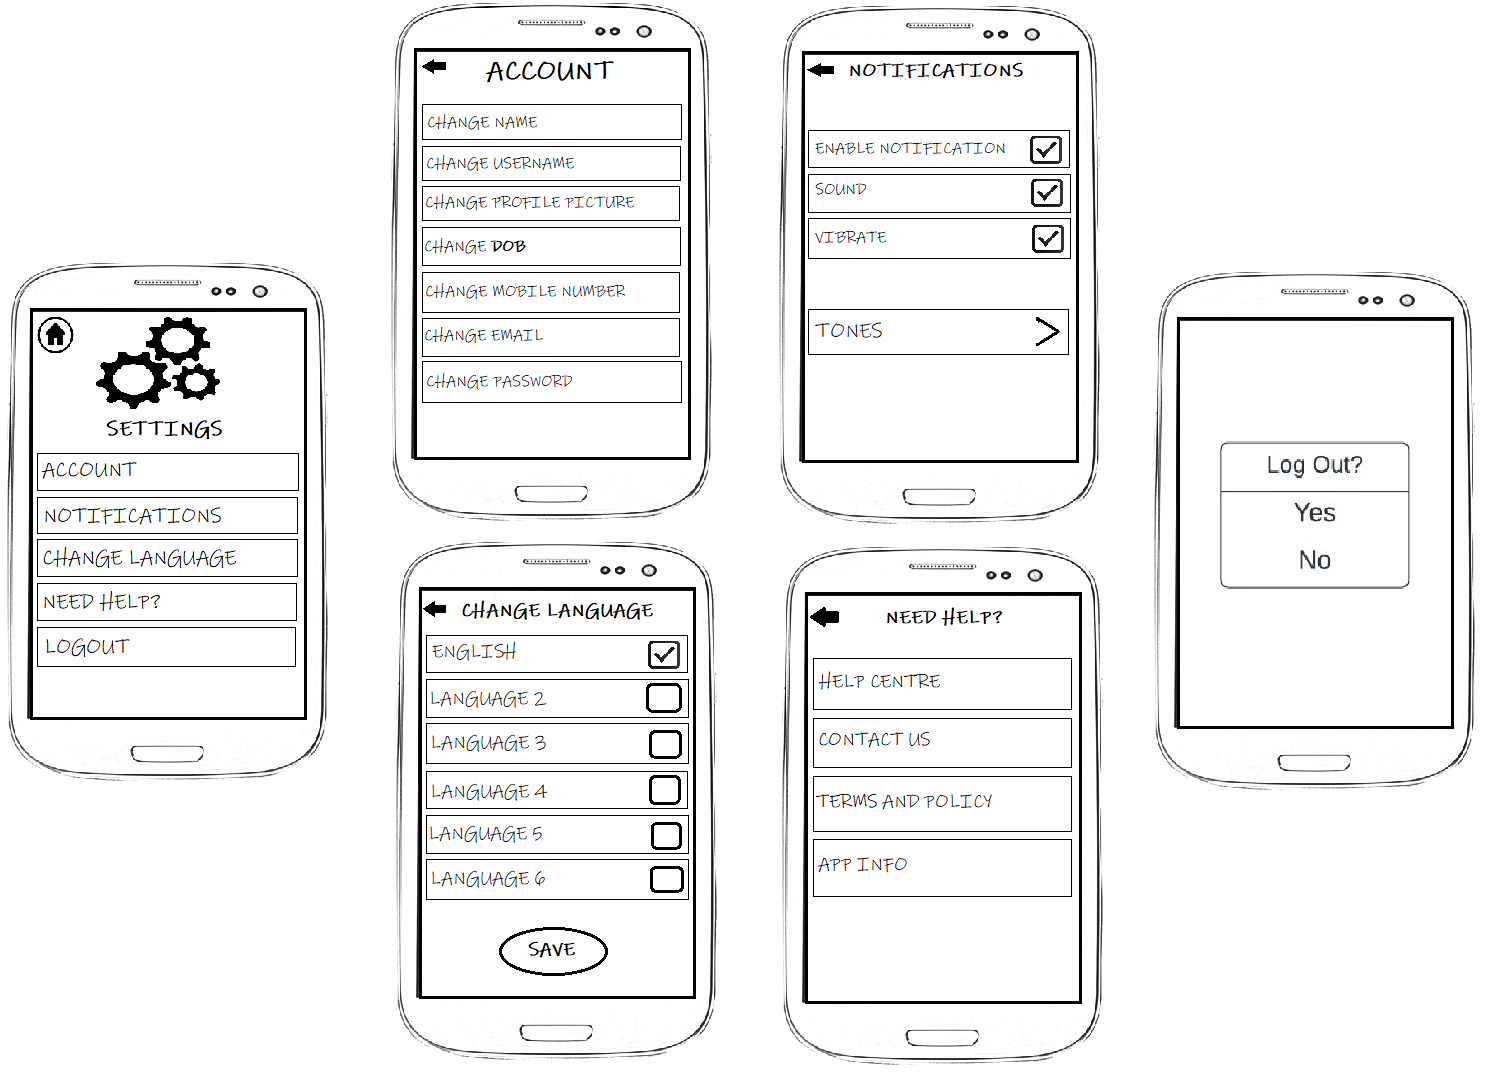 SETTINGS
ACCOUNT
NOTIFICATIONS
CHANGE LANGUAGE
NEED HELP?
LOGOUT
ACCOUNT
CHANGE NAME
CHANGE USERNAME
CHANGE PROFILE PICTURE
CHANGE DOB
CHANGE MOBILE NUMBER
CHANGE EMAIL
CHANGE PASSWORD
NOTIFICATIONS
ENABLE NOTIFICATION
SOUND
VIBRATE
TONES
CHANGE LANGUAGE
ENGLISH
LANGUAGE 2
LANGUAGE 3
LANGUAGE 4
LANGUAGE 5
LANGUAGE 6
SAVE
NEED HELP?
HELP CENTRE
CONTACT US
TERMS AND POLICY
APP INFO
Log Out?
Yes
No